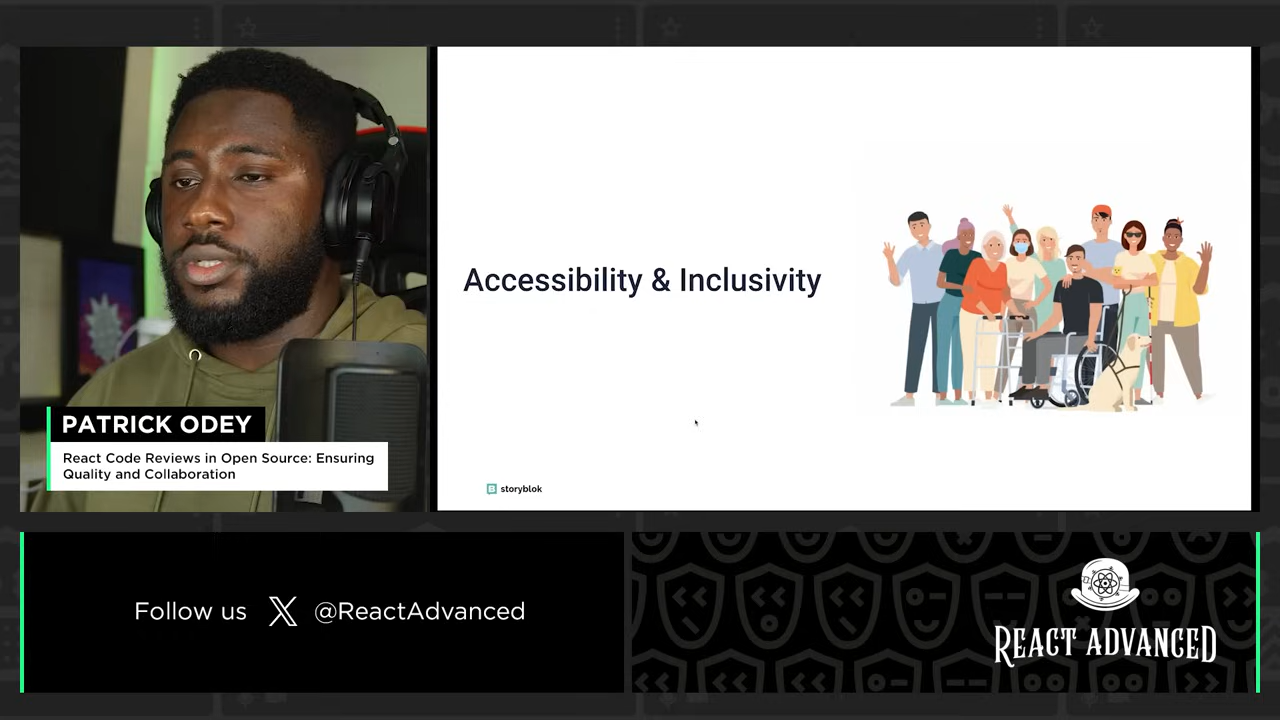 Accessibility & Inclusivity
PATRICK ODEY
React Code Reviews in Open Source: Ensuring
Quality and Collaboration
storyblok
Follow us X @ReactAdvanced
REACT ADVANCED